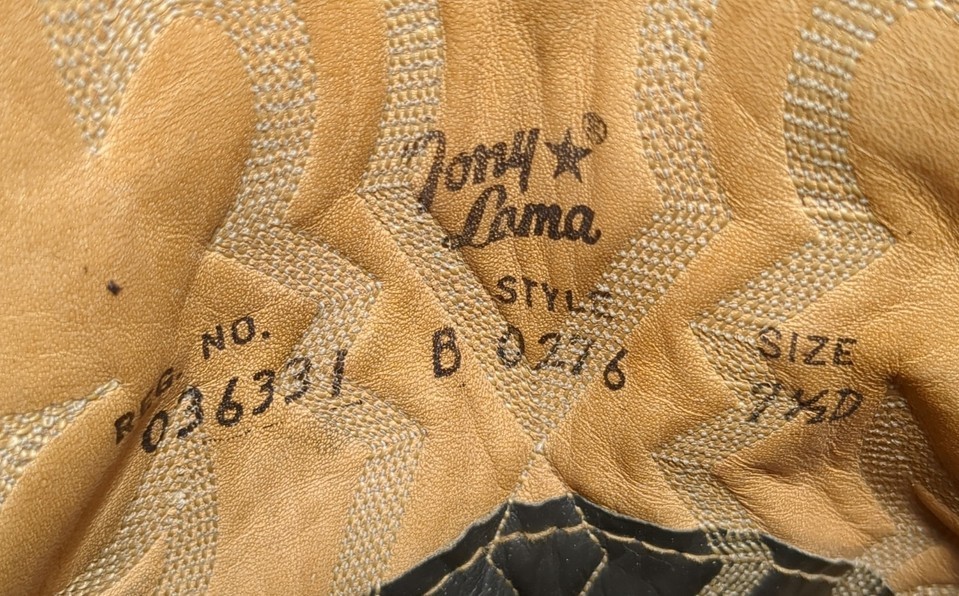 Tony ★®
Lama
STYLE
REG. NO.
SIZE
036331
B 0276
9½D